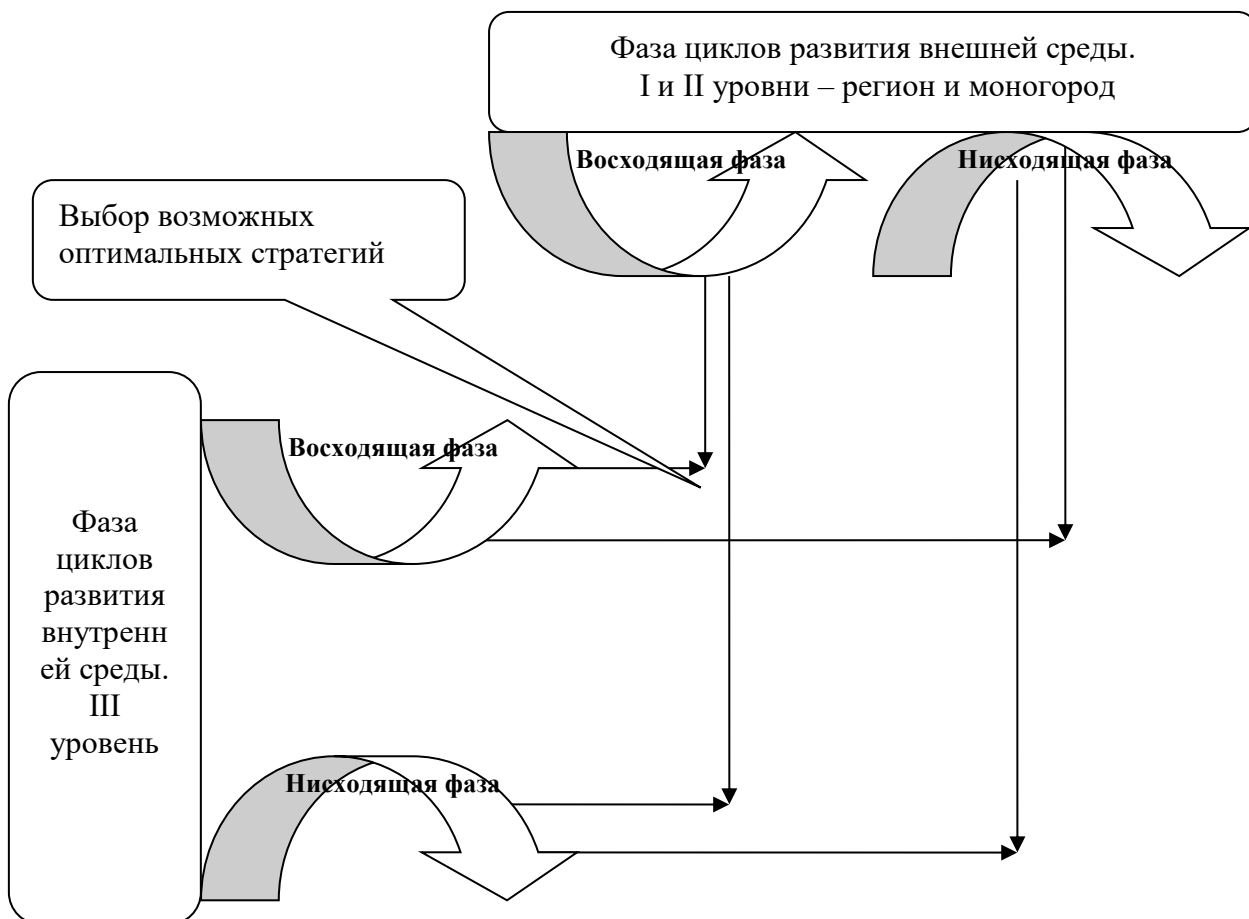 Фаза циклов развития внешней среды.
I и II уровни – регион и моногород
Восходящая фаза
Нисходящая фаза
Выбор возможных
оптимальных стратегий
Восходящая фаза
Фаза
циклов
развития
внутренн
ей среды.
III
уровень
Нисходящая фаза